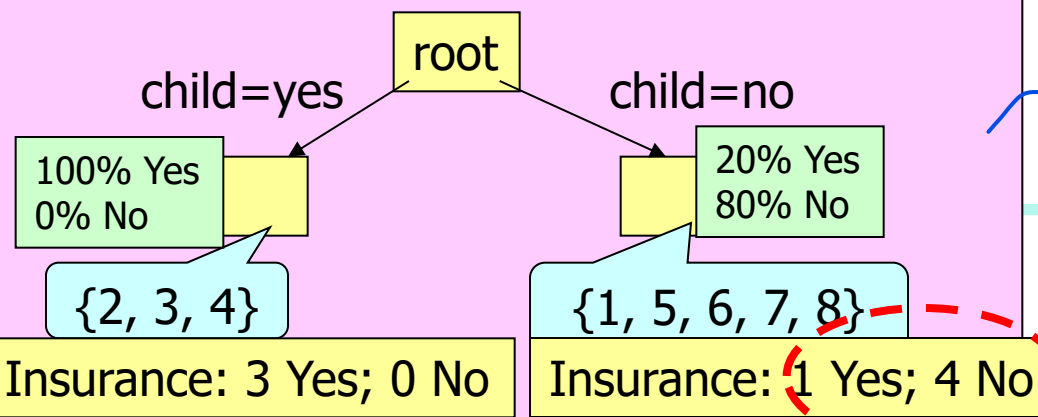 root
child=yes
child=no
100% Yes
0% No
20% Yes
80% No
{2, 3, 4}
{1, 5, 6, 7, 8}
Insurance: 3 Yes; 0 No
Insurance: 1 Yes; 4 No